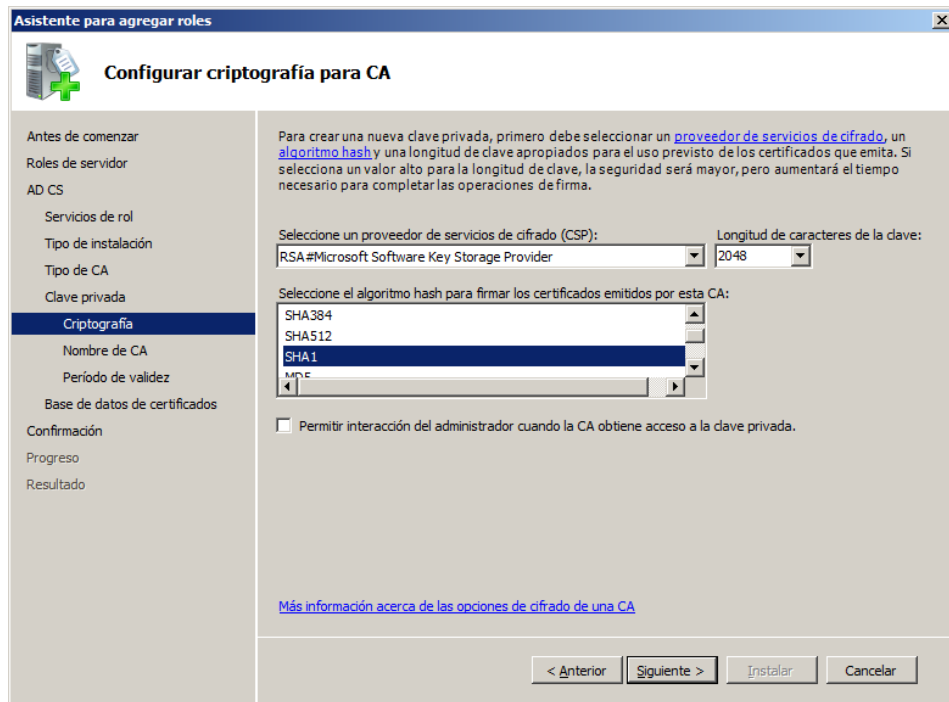 Asistente para agregar roles
Configurar criptografía para CA
Antes de comenzar
Roles de servidor
AD CS
Servicios de rol
Tipo de instalación
Tipo de CA
Clave privada
Criptografía
Nombre de CA
Período de validez
Base de datos de certificados
Confirmación
Progreso
Resultado
Para crear una nueva clave privada, primero debe seleccionar un proveedor de servicios de cifrado, un
algoritmo hash y una longitud de clave apropiados para el uso previsto de los certificados que emita. Si
selecciona un valor alto para la longitud de clave, la seguridad será mayor, pero aumentará el tiempo
necesario para completar las operaciones de firma.
Seleccione un proveedor de servicios de cifrado (CSP):
Longitud de caracteres de la clave:
RSA#Microsoft Software Key Storage Provider
2048
Seleccione el algoritmo hash para firmar los certificados emitidos por esta CA:
SHA384
SHA512
SHA1
MD5
Permitir interacción del administrador cuando la CA obtiene acceso a la clave privada.
Más información acerca de las opciones de cifrado de una CA
< Anterior
Siguiente >
Instalar
Cancelar